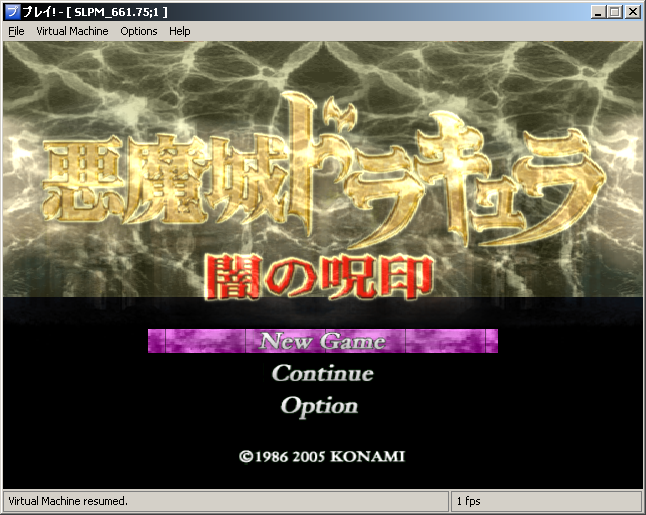 プレイ! - [ SLPM_661.75;1 ]
File Virtual Machine Options Help
悪魔城ドラキュラ
闇の呪印
New Game
Continue
Option
©1986 2005 KONAMI
Virtual Machine resumed. 1 fps